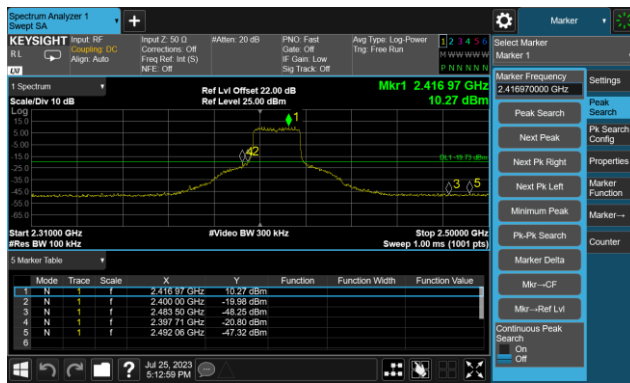 Spectrum Analyzer 1
Swept SA
KEYSIGHT
RL
LXI
Input: RF
Coupling: DC
Align: Auto
Input Z: 50 Ω
Corrections: Off
Freq Ref: Int (S)
NFE: Off
#Atten: 20 dB
PNO: Fast
Gate: Off
IF Gain: Low
Sig Track: Off
Avg Type: Log-Power
Trig: Free Run
1 2 3 4 5 6
M W W W W W
P N N N N N
1 Spectrum
Scale/Div 10 dB
Ref Lvl Offset 22.00 dB
Ref Level 25.00 dBm
Mkr1 2.416 97 GHz
10.27 dBm
Log
15.0
5.00
-5.00
-15.0
-25.0
-35.0
-45.0
-55.0
-65.0
1
4 2
DL1 -19.73 dBm
3
5
Start 2.31000 GHz
#Video BW 300 kHz
Stop 2.50000 GHz
#Res BW 100 kHz
Sweep 1.00 ms (1001 pts)
5 Marker Table
Mode Trace Scale X Y Function Function Width Function Value
1 N 1 f 2.416 97 GHz 10.27 dBm
2 N 1 f 2.400 00 GHz -19.98 dBm
3 N 1 f 2.483 50 GHz -48.25 dBm
4 N 1 f 2.397 71 GHz -20.80 dBm
5 N 1 f 2.492 06 GHz -47.32 dBm
6
?
Jul 25, 2023
5:12:59 PM
Marker
Select Marker
Marker 1
Marker Frequency
2.416970000 GHz
Peak Search
Next Peak
Next Pk Right
Next Pk Left
Minimum Peak
Pk-Pk Search
Marker Delta
Mkr→CF
Mkr→Ref Lvl
Continuous Peak
Search
On
Off
Settings
Peak
Search
Pk Search
Config
Properties
Marker
Function
Marker→
Counter